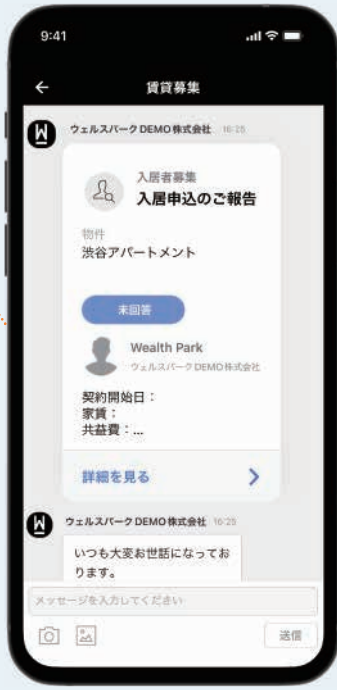 9:41
賃貸募集
ウェルスパーク DEMO 株式会社 16:25
入居者募集
入居申込のご報告
物件
渋谷アパートメント
未回答
Wealth Park
ウェルスパーク DEMO 株式会社
契約開始日：
家賃：
共益費：...
詳細を見る
ウェルスパーク DEMO 株式会社 16:25
いつも大変お世話になってお
ります。
メッセージを入力してください
送信